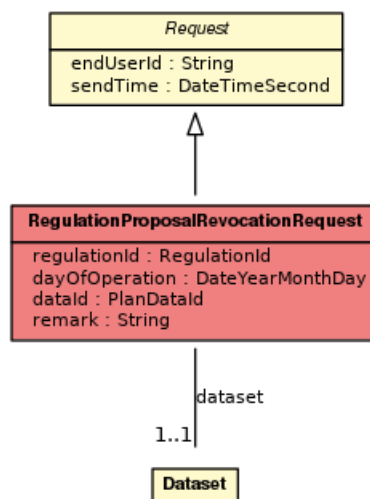 Request
endUserId : String
sendTime : DateTimeSecond
RegulationProposalRevocationRequest
regulationId : RegulationId
dayOfOperation : DateYearMonthDay
dataId : PlanDataId
remark : String
dataset
1..1
Dataset